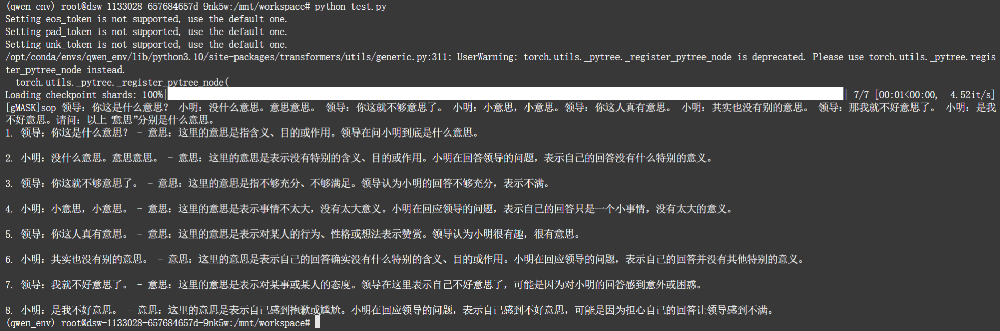 (qwen_env) root@dsw-1133028-657684657d-9nk5w:/mnt/workspace# python test.py
Setting eos_token is not supported, use the default one.
Setting pad_token is not supported, use the default one.
Setting unk_token is not supported, use the default one.
/opt/conda/envs/qwen_env/lib/python3.10/site-packages/transformers/utils/generic.py:311: UserWarning: torch.utils._pytree._register_pytree_node is deprecated. Please use torch.utils._pytree.regis
ter_pytree_node instead.
  torch.utils._pytree._register_pytree_node(
Loading checkpoint shards: 100%|| 7/7 [00:01<00:00,  4.52it/s]
[gMASK]sop 领导：你这是什么意思？ 小明：没什么意思。意思意思。 领导：你这就不够意思了。 小明：小意思，小意思。领导：你这人真有意思。 小明：其实也没有别的意思。 领导：那我就不好意思了。 小明：是我
不好意思。请问：以上“意思”分别是什么意思。
1. 领导：你这是什么意思？ - 意思：这里的意思是指含义、目的或作用。领导在问小明到底是什么意思。
2. 小明：没什么意思。意思意思。 - 意思：这里的意思是表示没有特别的含义、目的或作用。小明在回答领导的问题，表示自己的回答没有什么特别的意义。
3. 领导：你这就不够意思了。 - 意思：这里的意思是指不够充分、不够满足。领导认为小明的回答不够充分，表示不满。
4. 小明：小意思，小意思。 - 意思：这里的意思是表示事情不太大，没有太大意义。小明在回应领导的问题，表示自己的回答只是一个小事情，没有太大的意义。
5. 领导：你这人真有意思。 - 意思：这里的意思是表示对某人的行为、性格或想法表示赞赏。领导认为小明很有趣，很有意思。
6. 小明：其实也没有别的意思。 - 意思：这里的意思是表示自己的回答确实没有什么特别的含义、目的或作用。小明在回应领导的问题，表示自己的回答并没有其他特别的意义。
7. 领导：我就不好意思了。 - 意思：这里的意思是表示对某事或某人的态度。领导在这里表示自己不好意思了，可能是因为对小明的回答感到意外或困惑。
8. 小明：是我不好意思。 - 意思：这里的意思是表示自己感到抱歉或尴尬。小明在回应领导的问题，表示自己感到不好意思，可能是因为担心自己的回答让领导感到不满。
(qwen_env) root@dsw-1133028-657684657d-9nk5w:/mnt/workspace#